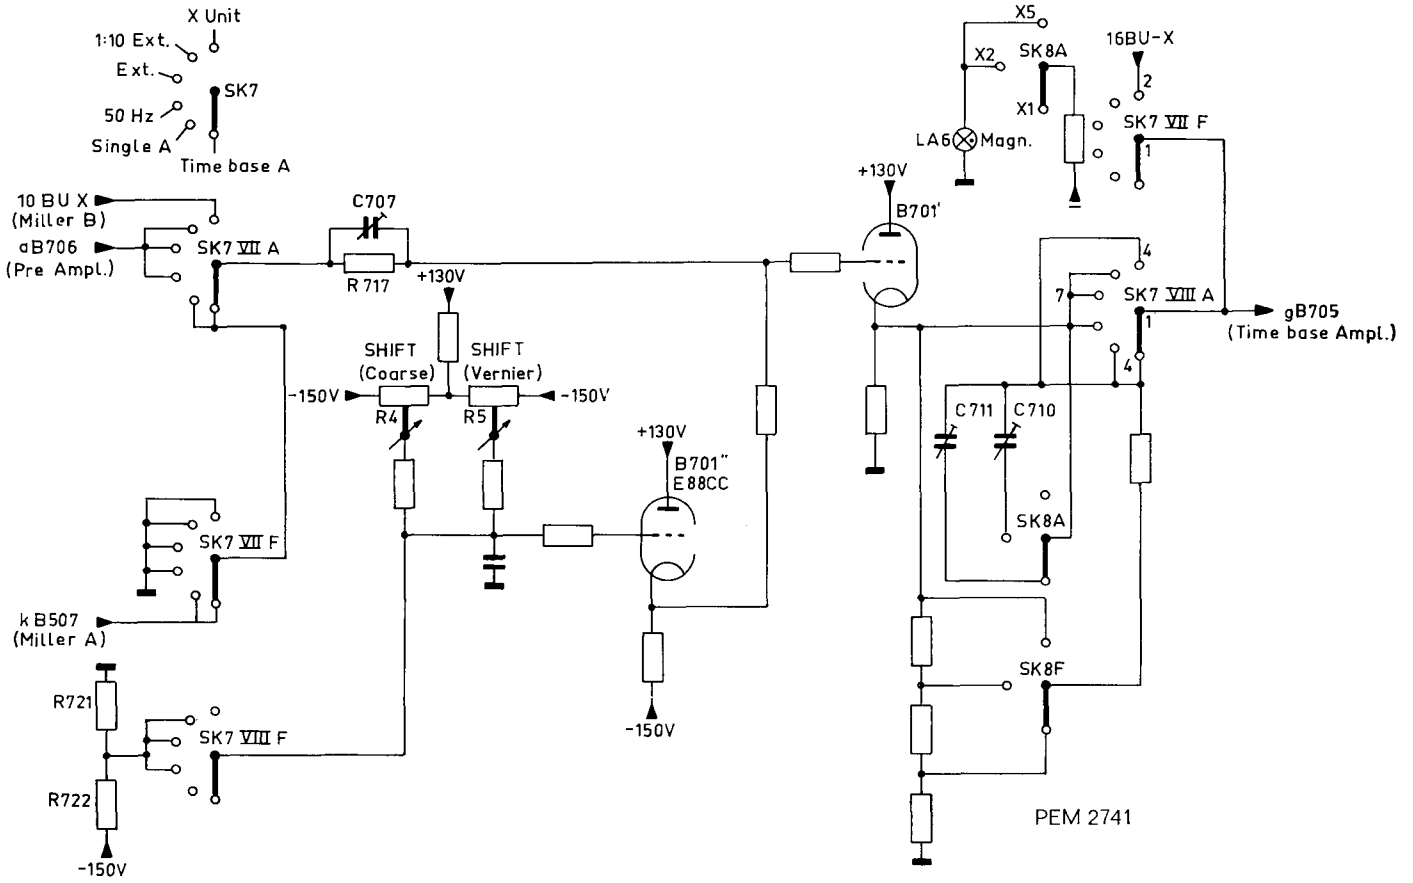 X Unit
1:10 Ext.
Ext.
SK7
50 Hz
Single A
Time base A
X5
X2
SK8A
16BU-X
2
X1
SK7 VII F
LA6
Magn.
1
+130V
B701'
10 BU X
(Miller B)
C707
aB706
(Pre Ampl.)
SK7 VII A
R717
+130V
4
7
SK7 VIII A
1
gB705
(Time base Ampl.)
SHIFT
(Coarse)
SHIFT
(Vernier)
4
-150V
-150V
R4
R5
C711
C710
+130V
B701"
E88CC
SK8A
SK7 VII F
kB507
(Miller A)
SK8F
R721
SK7 VIII F
-150V
R722
PEM 2741
-150V